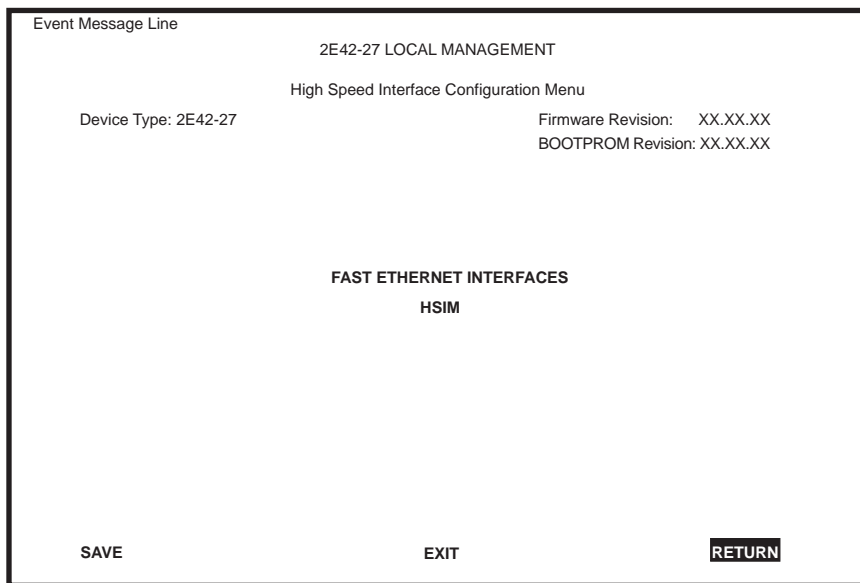 Event Message Line
2E42-27 LOCAL MANAGEMENT
High Speed Interface Configuration Menu
Device Type: 2E42-27 Firmware Revision: XX.XX.XX
BOOTPROM Revision: XX.XX.XX
FAST ETHERNET INTERFACES
HSIM
SAVE EXIT RETURN